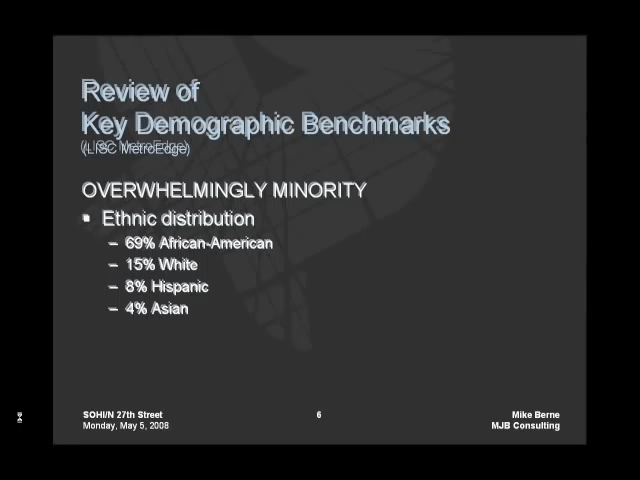 Review of
Key Demographic Benchmarks
(LISC MetroEdge)
OVERWHELMINGLY MINORITY
▪ Ethnic distribution
– 69% African-American
– 15% White
– 8% Hispanic
– 4% Asian
SOHI/N 27th Street
Monday, May 5, 2008
6
Mike Berne
MJB Consulting